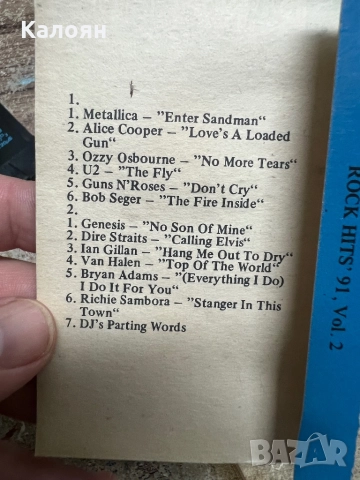 Калоян
1.
1. Metallica – ”Enter Sandman“
2. Alice Cooper – ”Love's A Loaded
Gun“
3. Ozzy Osbourne – ”No More Tears“
4. U2 – ”The Fly“
5. Guns N'Roses – ”Don't Cry“
6. Bob Seger – ”The Fire Inside“
2.
1. Genesis – ”No Son Of Mine“
2. Dire Straits – ”Calling Elvis“
3. Ian Gillan – ”Hang Me Out To Dry“
4. Van Halen – ”Top Of The World“
5. Bryan Adams – ”(Everything I Do)
I Do It For You“
6. Richie Sambora – ”Stanger In This
Town“
7. DJ's Parting Words
ROCK HITS' 91, Vol. 2
BAZAR